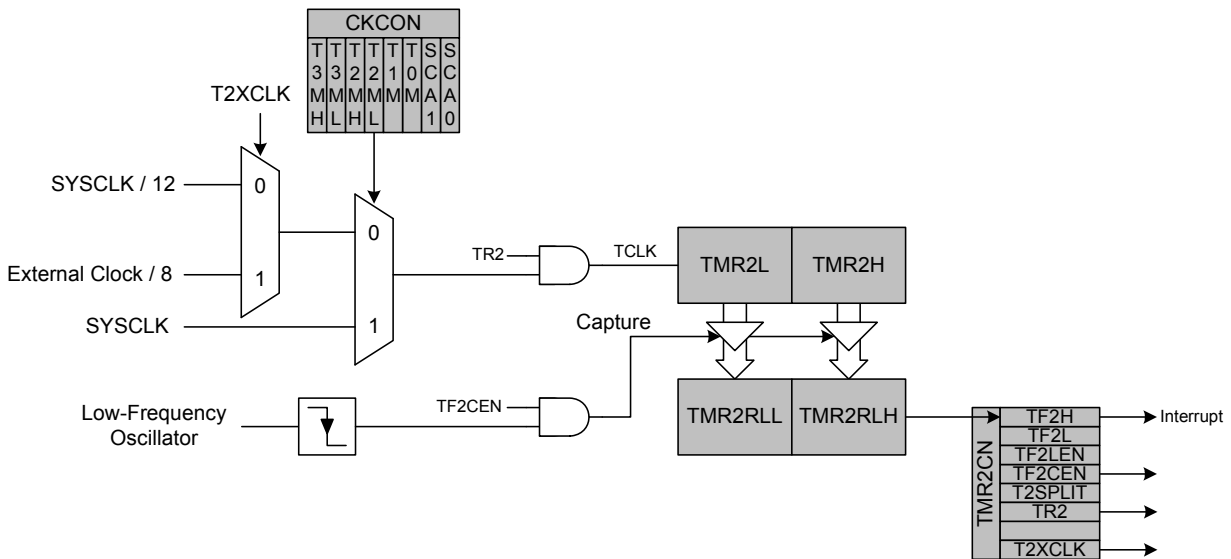 CKCON
T3MH T3ML T2MH T2ML T1M T0M SCA1 SCA0
T2XCLK
SYSCLK / 12
0
External Clock / 8
1
SYSCLK
0
1
TR2
TCLK
TMR2L
TMR2H
Capture
Low-Frequency
Oscillator
TF2CEN
TMR2RLL
TMR2RLH
TMR2CN
TF2H
Interrupt
TF2L
TF2LEN
TF2CEN
T2SPLIT
TR2
T2XCLK